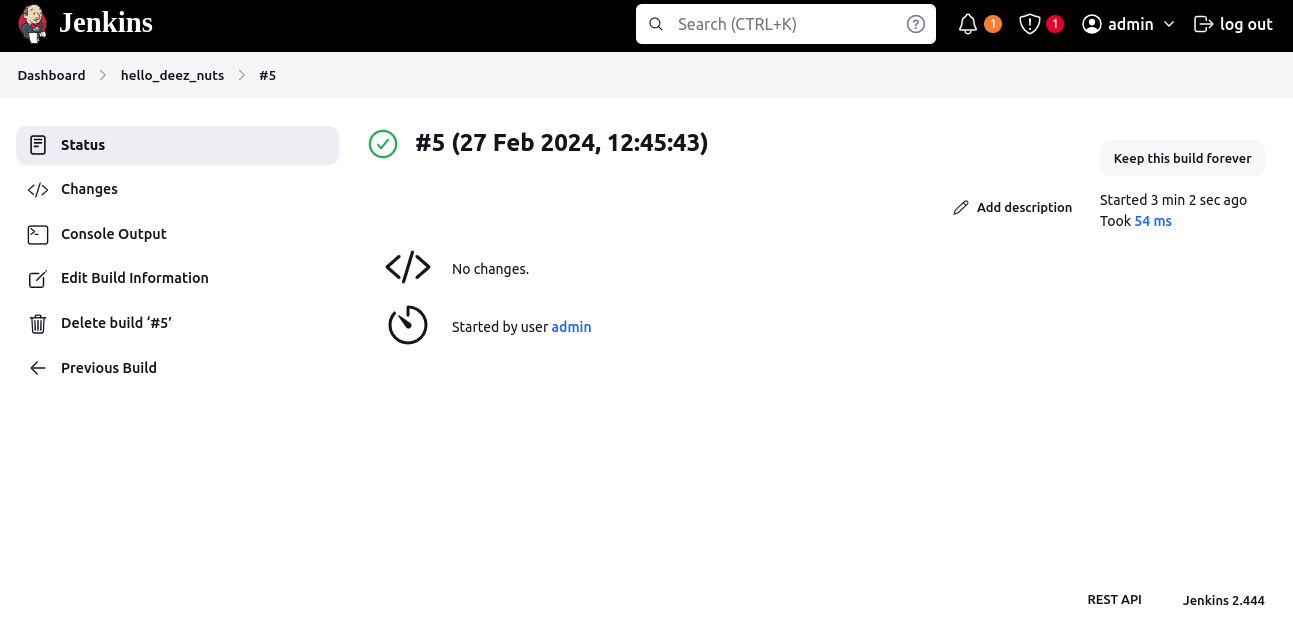 Jenkins
Search (CTRL+K)
?
1
1
admin
log out
Dashboard
hello_deez_nuts
#5
Status
Changes
Console Output
Edit Build Information
Delete build ‘#5’
Previous Build
#5 (27 Feb 2024, 12:45:43)
Keep this build forever
Add description
Started 3 min 2 sec ago
Took 54 ms
No changes.
Started by user admin
REST API
Jenkins 2.444